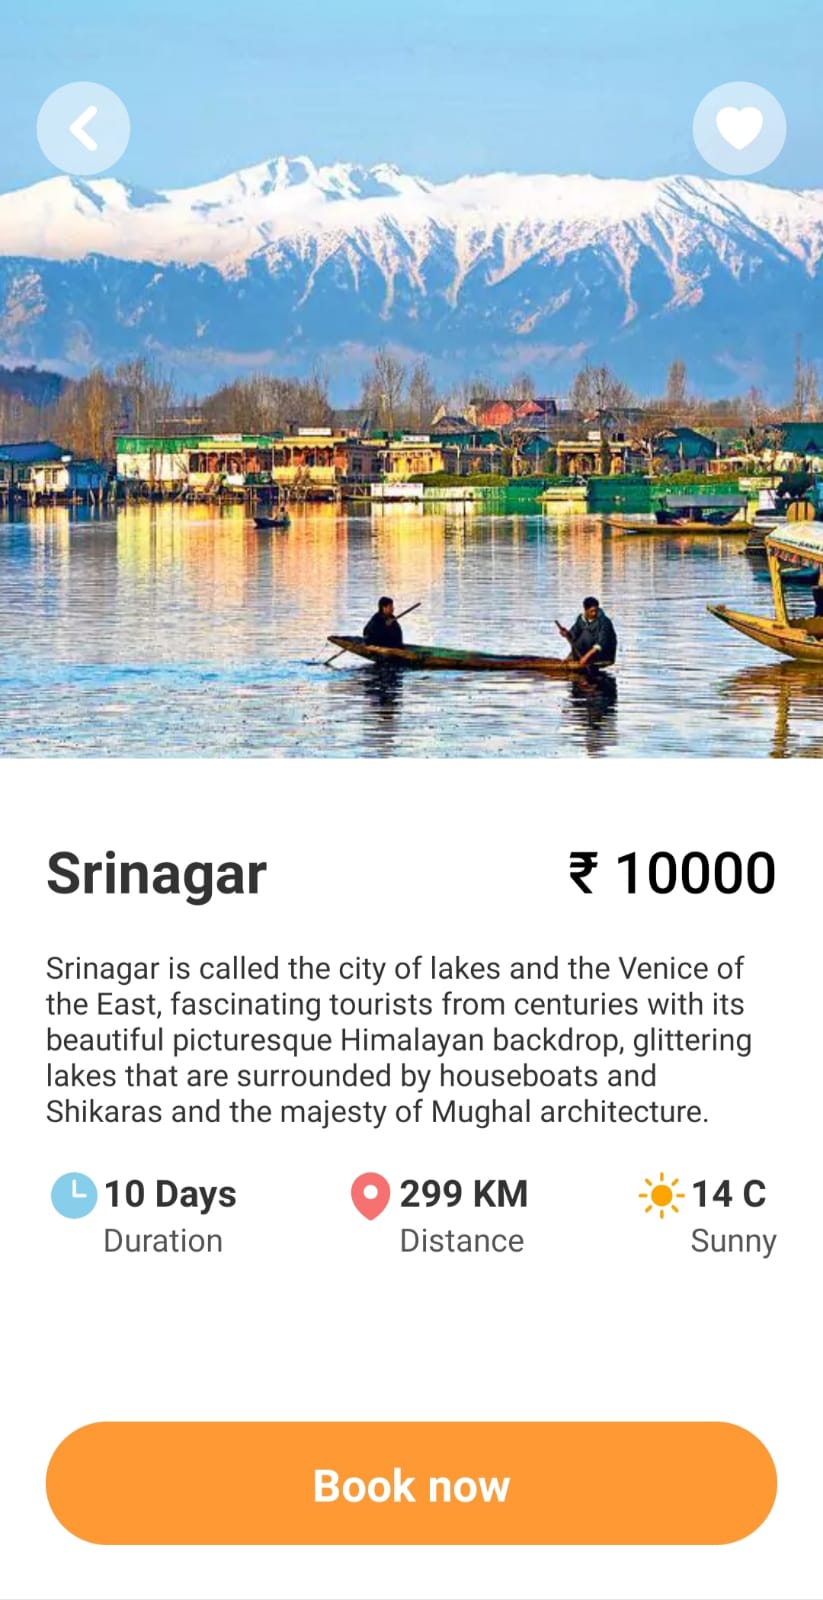 Srinagar
₹ 10000
Srinagar is called the city of lakes and the Venice of
the East, fascinating tourists from centuries with its
beautiful picturesque Himalayan backdrop, glittering
lakes that are surrounded by houseboats and
Shikaras and the majesty of Mughal architecture.
10 Days
Duration
299 KM
Distance
14 C
Sunny
Book now